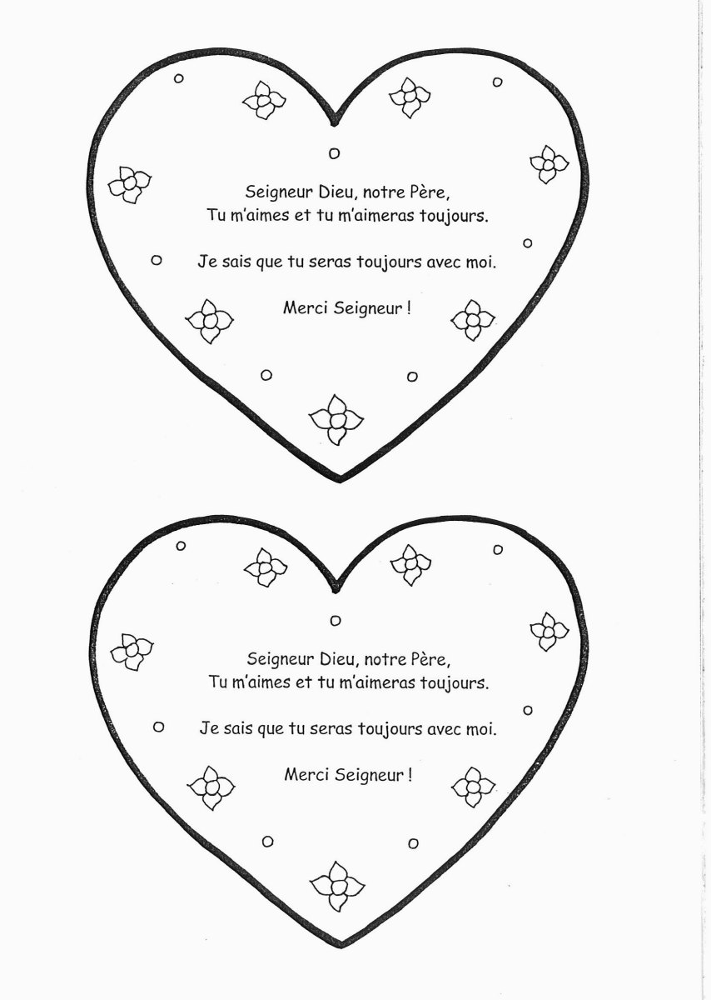 Seigneur Dieu, notre Père,
Tu m'aimes et tu m'aimeras toujours.
Je sais que tu seras toujours avec moi.
Merci Seigneur !
Seigneur Dieu, notre Père,
Tu m'aimes et tu m'aimeras toujours.
Je sais que tu seras toujours avec moi.
Merci Seigneur !